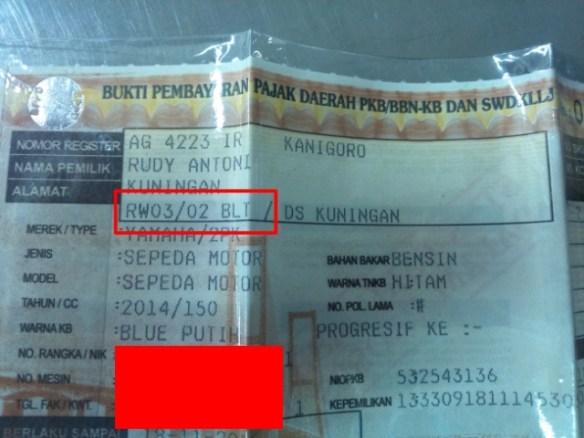 BUKTI PEMBAYARAN PAJAK DAERAH PKB/BBN-KB DAN SWDKLLJ
NOMOR REGISTER AG 4223 IR KANIGORO
NAMA PEMILIK RUDY ANTONI
ALAMAT KUNINGAN
RW03/02 BLT / DS KUNINGAN
MEREK / TYPE :YAMAHA/2PK
JENIS :SEPEDA MOTOR BAHAN BAKAR BENSIN
MODEL :SEPEDA MOTOR WARNA TNKB HITAM
TAHUN / CC :2014/150 NO. POL. LAMA :#
WARNA KB :BLUE PUTIH PROGRESIF KE :-
NO. RANGKA / NIK :
NO. MESIN : NIOPKB 532543136
TGL. FAK / KWT. KEPEMILIKAN 133309181114530
BERLAKU SAMPAI